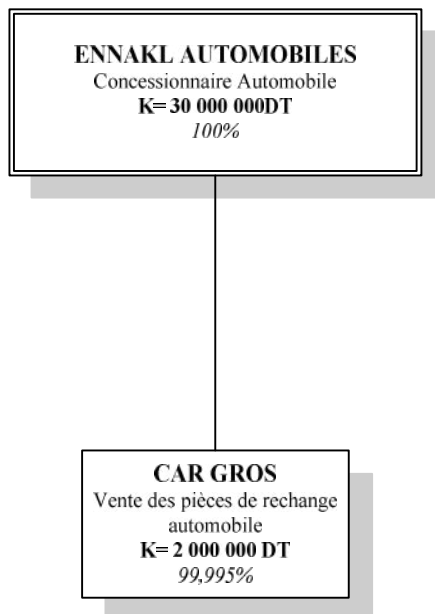 ENNAKL AUTOMOBILES
Concessionnaire Automobile
K= 30 000 000DT
100%
CAR GROS
Vente des pièces de rechange
automobile
K= 2 000 000 DT
99,995%